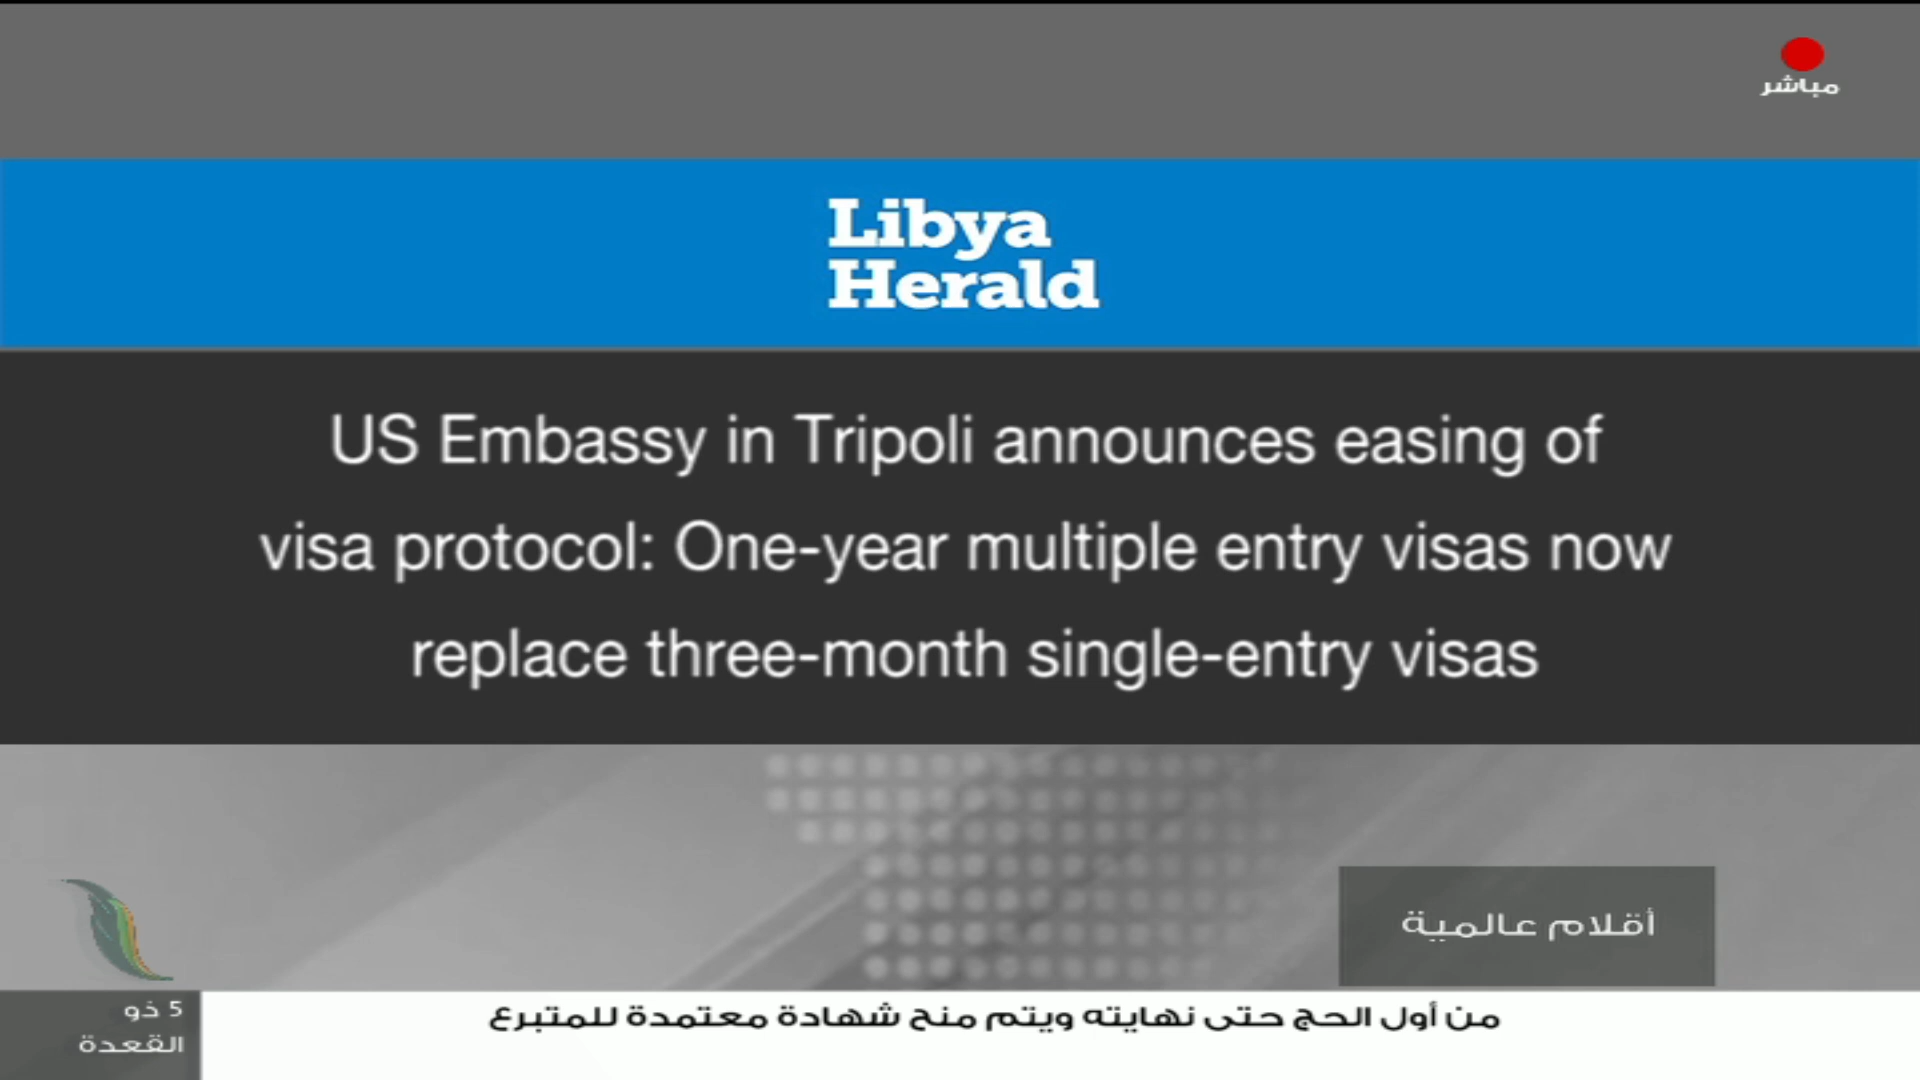 مباشر
Libya
Herald
US Embassy in Tripoli announces easing of
visa protocol: One-year multiple entry visas now
replace three-month single-entry visas
أقلام عالمية
5 ذو
القعدة
من أول الحج حتى نهايته ويتم منح شهادة معتمدة للمتبرع